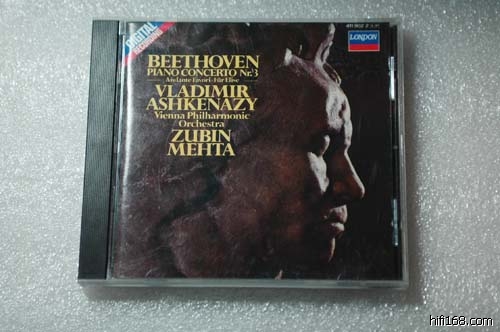 DIGITAL
RECORDING
LONDON
BEETHOVEN
PIANO CONCERTO Nr.3
Andante Favori · Für Elise
VLADIMIR
ASHKENAZY
Vienna Philharmonic
Orchestra
ZUBIN
MEHTA
hifi168.com